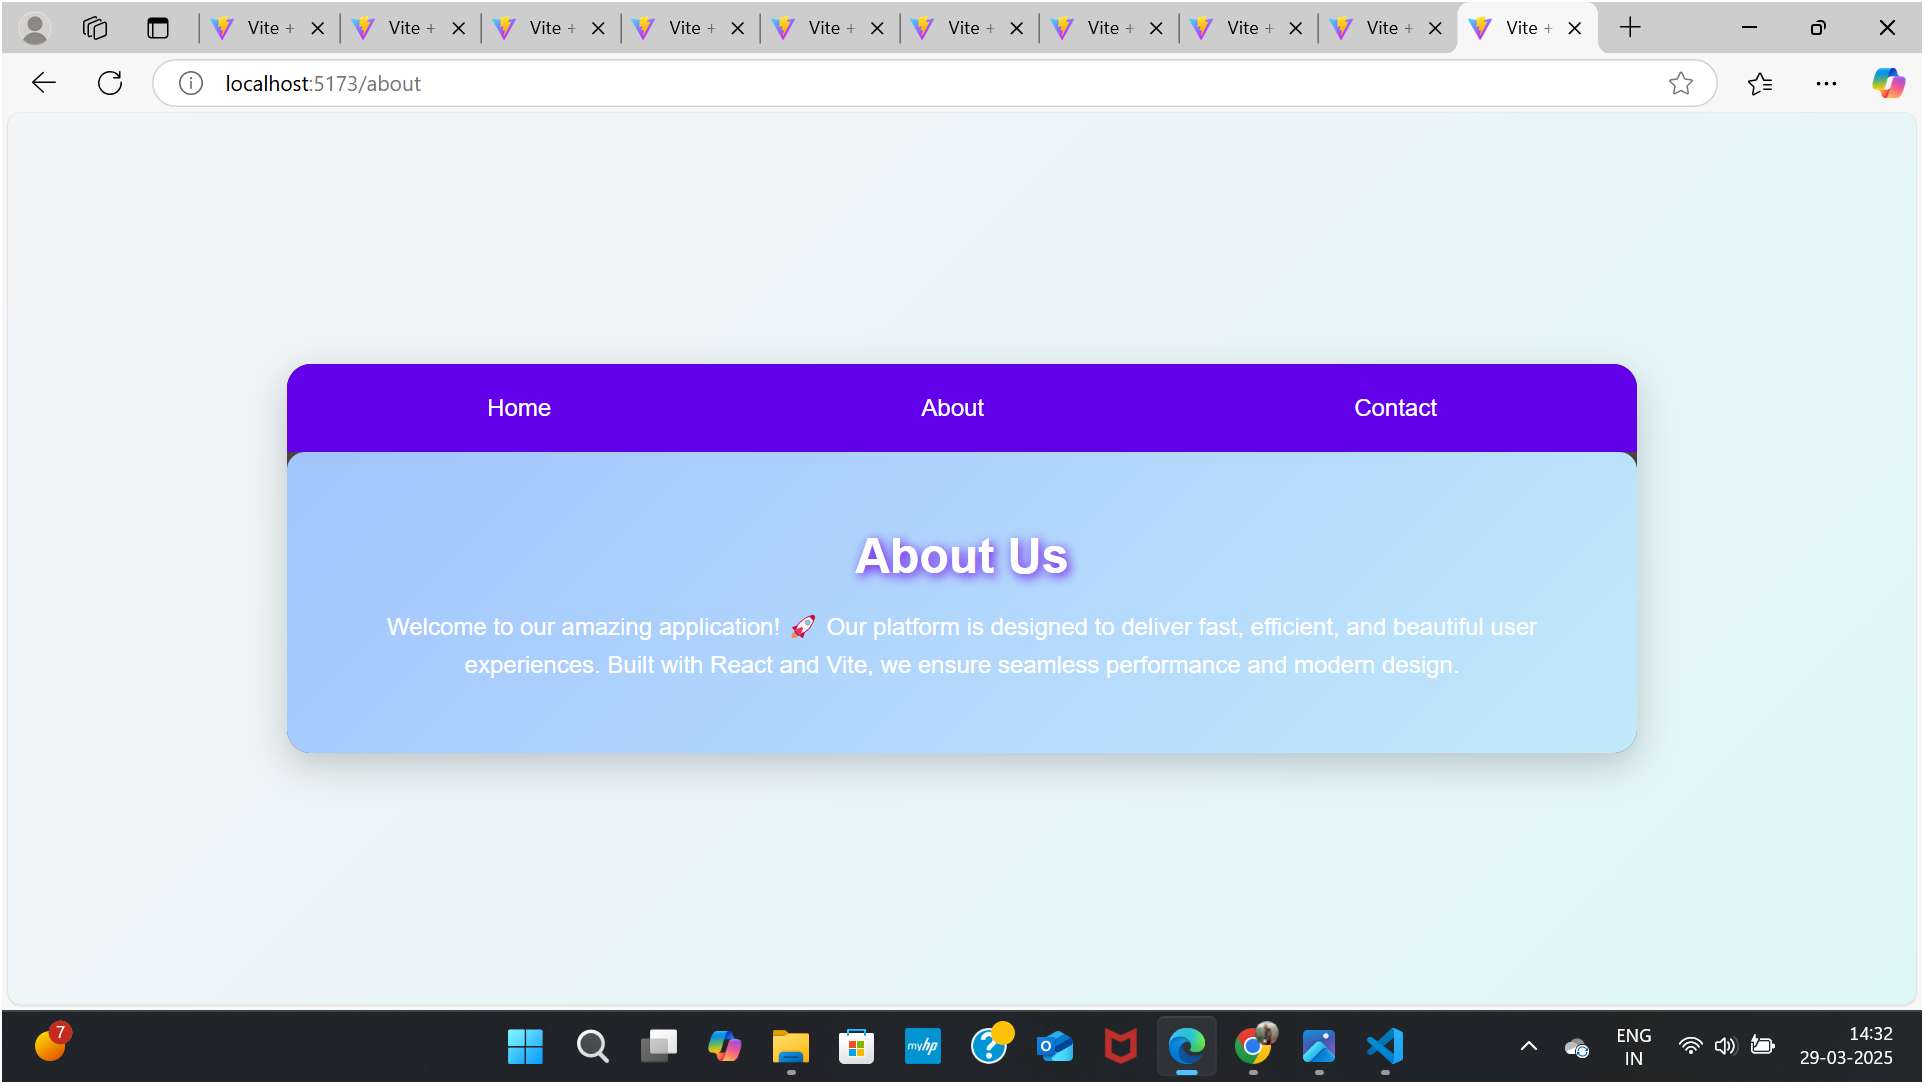 Vite + Vite + Vite + Vite + Vite + Vite + Vite + Vite + Vite + Vite +
localhost:5173/about
Home About Contact
About Us
Welcome to our amazing application! 🚀 Our platform is designed to deliver fast, efficient, and beautiful user
experiences. Built with React and Vite, we ensure seamless performance and modern design.
7
myhp
ENG
IN
14:32
29-03-2025